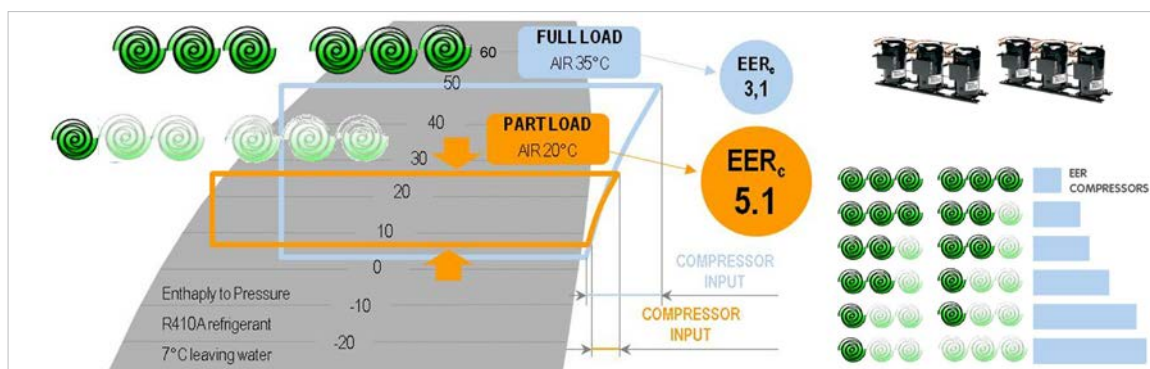 FULL LOAD
AIR 35°C
EERc
3,1
60
50
40
30
20
10
0
-10
-20
PART LOAD
AIR 20°C
EERc
5.1
COMPRESSOR
INPUT
COMPRESSOR
INPUT
Enthaply to Pressure
R410A refrigerant
7°C leaving water
EER
COMPRESSORS